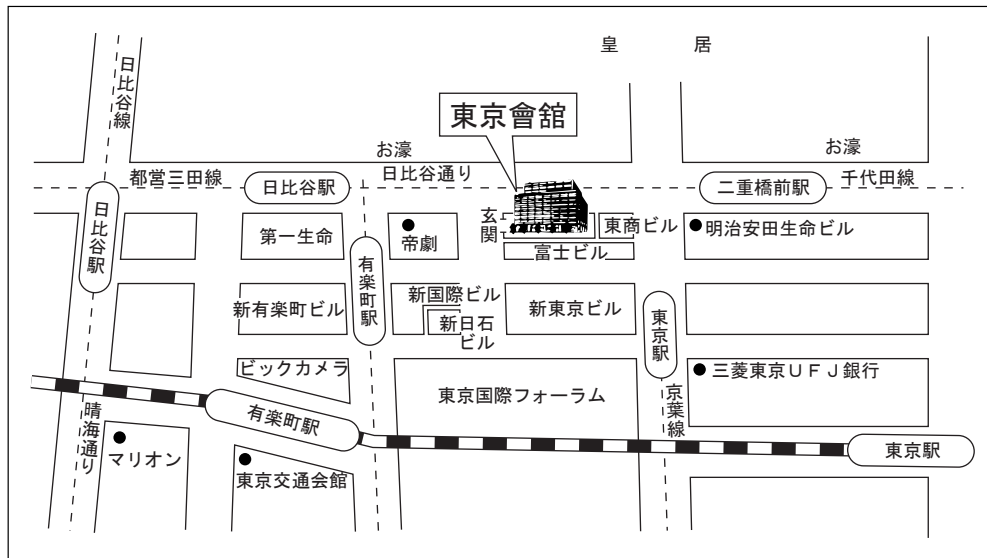 皇居
日比谷線
東京會舘
お濠
お濠
日比谷通り
都営三田線
日比谷駅
二重橋前駅
千代田線
日比谷駅
第一生命
帝劇
玄関
東商ビル
明治安田生命ビル
富士ビル
有楽町駅
新有楽町ビル
新国際ビル
新日石
ビル
新東京ビル
東京駅
ビックカメラ
東京国際フォーラム
三菱東京UFJ銀行
京葉線
晴海通り
有楽町駅
マリオン
東京交通会館
東京駅